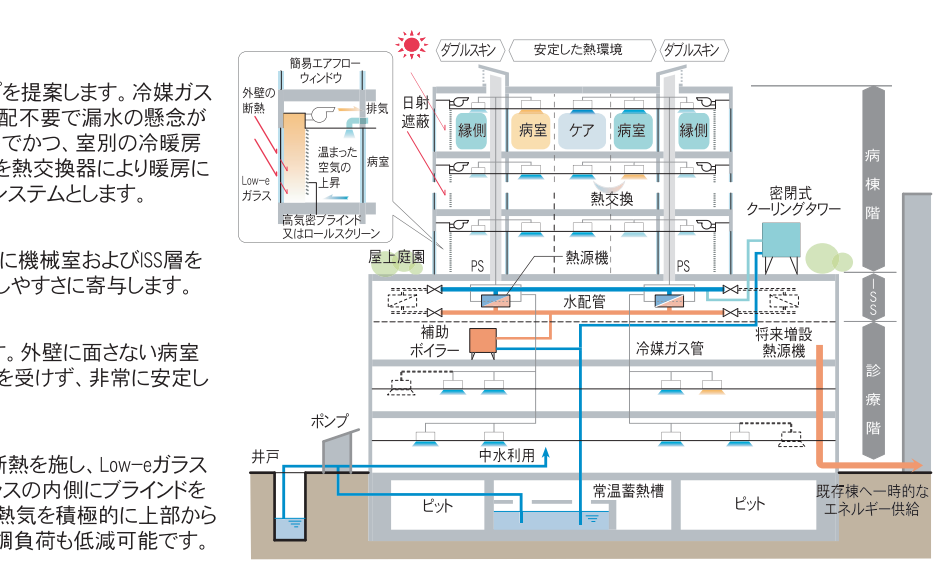 プを提案します。冷媒ガス
配不要で漏水の懸念が
でかつ、室別の冷暖房
を熱交換器により暖房に
システムとします。
に機械室およびISS層を
しやすさに寄与します。
す。外壁に面さない病室
を受けず、非常に安定し
断熱を施し、Low-eガラス
ラスの内側にブラインドを
熱気を積極的に上部から
調負荷も低減可能です。
簡易エアフロー
ウィンドウ
外壁の
断熱
排気
温まった
空気の
上昇
病室
Low-e
ガラス
高気密ブラインド
又はロールスクリーン
ダブルスキン
安定した熱環境
ダブルスキン
日射
遮蔽
縁側
病室
ケア
病室
縁側
熱交換
密閉式
クーリングタワー
屋上庭園
PS
熱源機
PS
水配管
補助
ボイラー
冷媒ガス管
将来増設
熱源機
病棟階
ISS
診療階
ポンプ
井戸
中水利用
常温蓄熱槽
ピット
ピット
既存棟へ一時的な
エネルギー供給